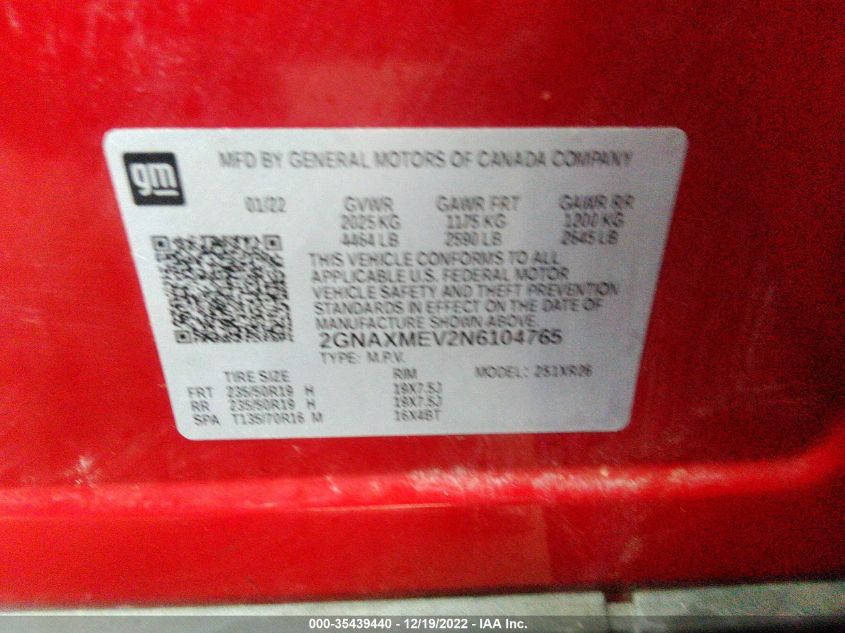 gm
MFD BY GENERAL MOTORS OF CANADA COMPANY
01/22 GVWR GAWR FRT GAWR RR
2025 KG 1175 KG 1200 KG
4464 LB 2590 LB 2645 LB
THIS VEHICLE CONFORMS TO ALL
APPLICABLE U.S. FEDERAL MOTOR
VEHICLE SAFETY AND THEFT PREVENTION
STANDARDS IN EFFECT ON THE DATE OF
MANUFACTURE SHOWN ABOVE.
2GNAXMEV2N6104765
TYPE: M.P.V.
TIRE SIZE RIM MODEL: 2S1XR26
FRT 235/50R19 H 19X7.5J
RR 235/50R19 H 19X7.5J
SPA T135/70R16 M 16X4BT
000-35439440 - 12/19/2022 - IAA Inc.